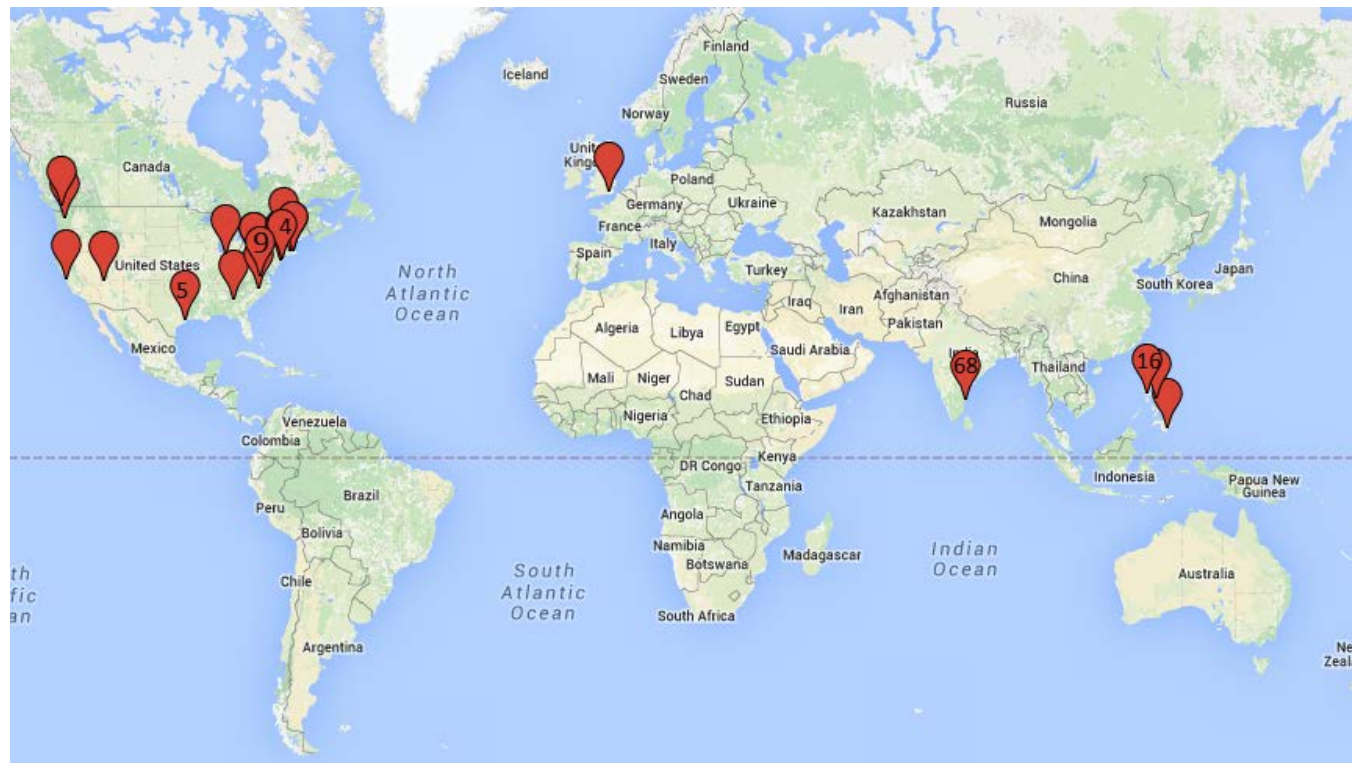 Finland
Iceland
Sweden
Russia
Norway
Canada
United
Kingdom
Poland
Germany
Ukraine
Kazakhstan
Mongolia
France
4
9
Italy
Spain
United States
North
Atlantic
Ocean
Turkey
China
Japan
South Korea
5
Iraq
Iran
Afghanistan
Pakistan
Algeria
Libya
Egypt
Saudi Arabia
Mexico
India
68
Thailand
16
Mali
Niger
Chad
Sudan
Nigeria
Ethiopia
Venezuela
Colombia
DR Congo
Kenya
Tanzania
Indonesia
Papua New
Guinea
Brazil
Peru
Angola
Bolivia
Namibia
Botswana
Madagascar
Indian
Ocean
Australia
Chile
South
Atlantic
Ocean
South Africa
Argentina
th
fic
an
Ne
Zeal